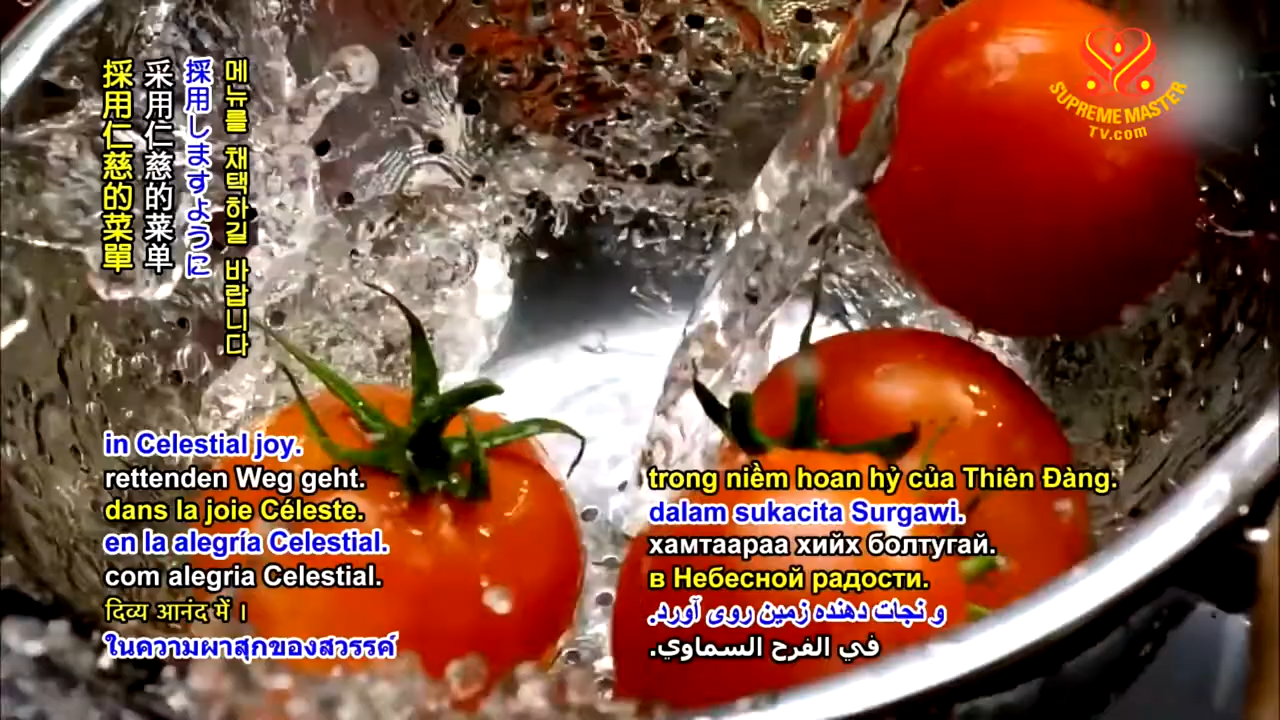 SUPREME MASTER
TV.com
메뉴를 채택하길 바랍니다
採用しますように
采用仁慈的菜单
採用仁慈的菜單
in Celestial joy.
rettenden Weg geht.
dans la joie Céleste.
en la alegría Celestial.
com alegria Celestial.
दिव्य आनंद में ।
ในความผาสุกของสวรรค์
trong niềm hoan hỷ của Thiên Đàng.
dalam sukacita Surgawi.
хамтаараа хийх болтугай.
в Небесной радости.
و نجات دهنده زمین روی آورد.
في الفرح السماوي.